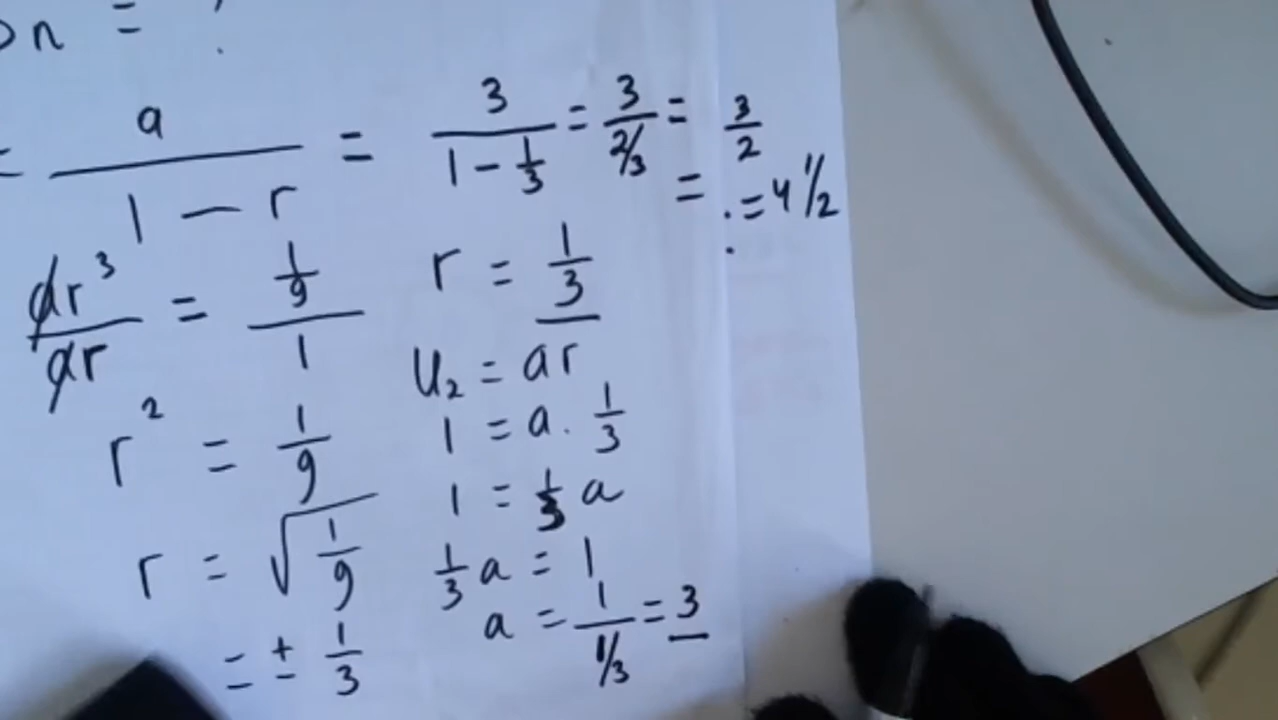 n = ?
= a / (1 - r) = 3 / (1 - 1/3) = 3 / (2/3) = 3/2
= . = 4 1/2
ar³ / ar = (1/9) / 1
r² = 1/9
r = √(1/9)
= ± 1/3
r = 1/3
U₂ = ar
1 = a . 1/3
1 = 1/3 a
1/3 a = 1
a = 1 / (1/3) = 3